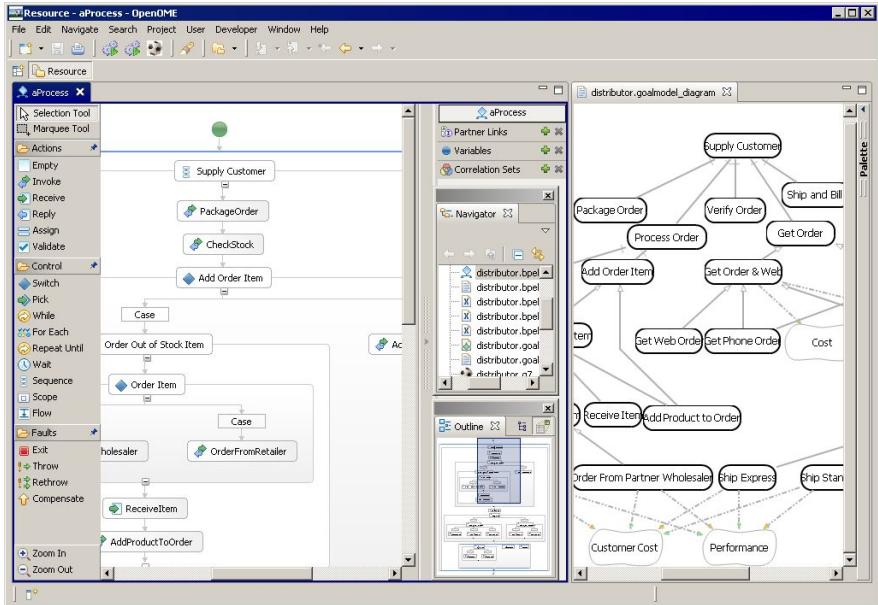 Resource - aProcess - OpenOME
File Edit Navigate Search Project User Developer Window Help
Resource
aProcess
Selection Tool
Marquee Tool
Actions
Empty
Invoke
Receive
Reply
Assign
Validate
Control
Switch
Pick
While
For Each
Repeat Until
Wait
Sequence
Scope
Flow
Faults
Exit
Throw
Rethrow
Compensate
Zoom In
Zoom Out
Supply Customer
PackageOrder
CheckStock
Add Order Item
Case
Order Out of Stock Item
Ac
Order Item
Case
holesaler
OrderFromRetailer
ReceiveItem
AddProductToOrder
aProcess
Partner Links
Variables
Correlation Sets
Navigator
distributor.bpel
distributor.bpel
distributor.bpel
distributor.bpel
distributor.bpel
distributor.goal
distributor.goal
distributor.q7
Outline
distributor.goalmodel_diagram
Palette
Supply Customer
Ship and Bill
Package Order
Verify Order
Process Order
Get Order
Add Order Item
Get Order & Web
tem
Get Web Order
Get Phone Order
Cost
Receive Item
Add Product to Order
Order From Partner Wholesaler
Ship Express
Ship Stan
Customer Cost
Performance